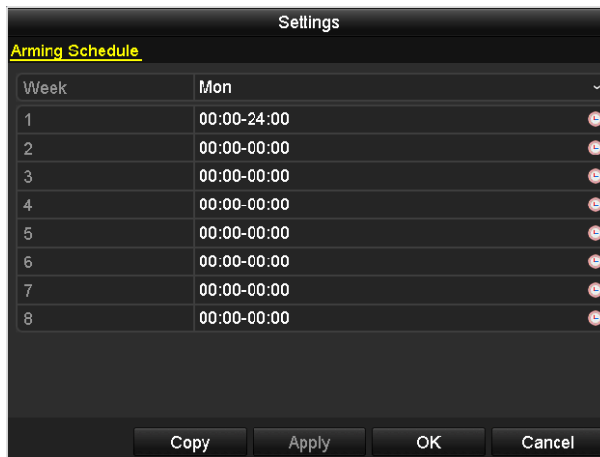 Settings
Arming Schedule
Week Mon
1 00:00-24:00
2 00:00-00:00
3 00:00-00:00
4 00:00-00:00
5 00:00-00:00
6 00:00-00:00
7 00:00-00:00
8 00:00-00:00
Copy Apply OK Cancel